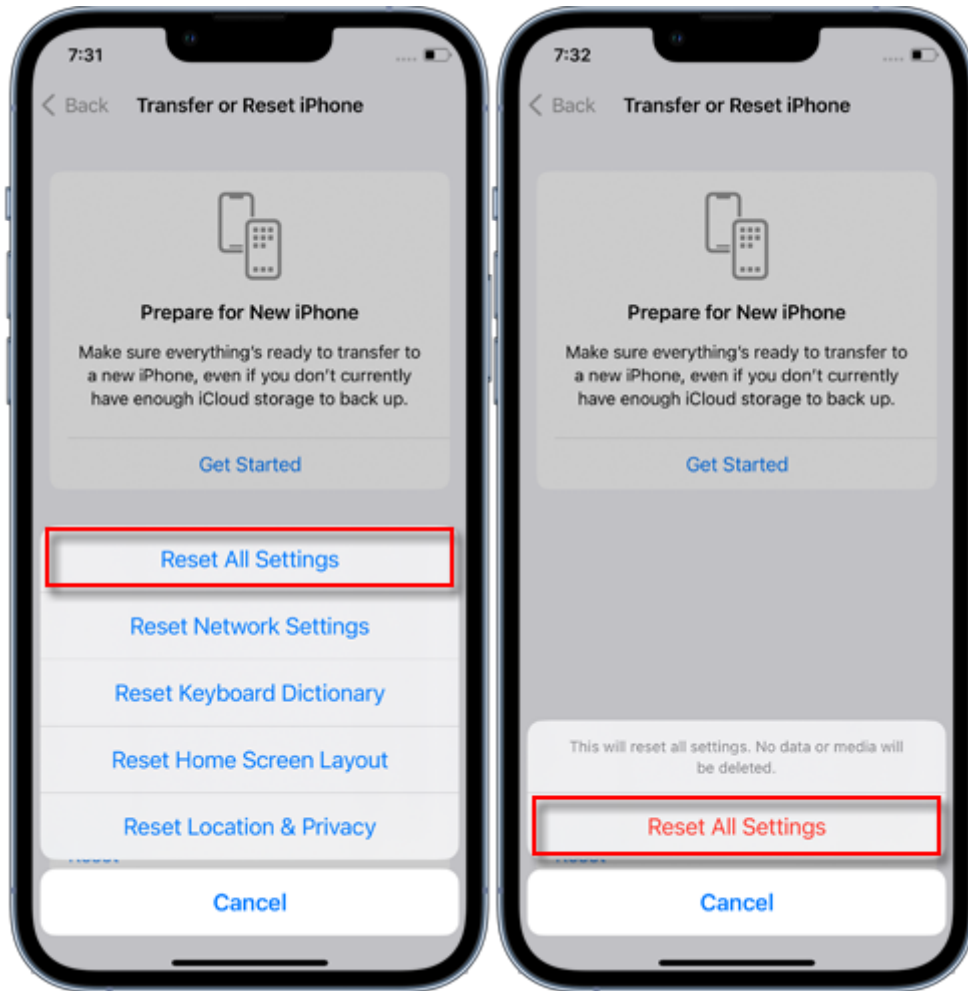 7:31
Back Transfer or Reset iPhone
Prepare for New iPhone
Make sure everything's ready to transfer to
a new iPhone, even if you don't currently
have enough iCloud storage to back up.
Get Started
Reset All Settings
Reset Network Settings
Reset Keyboard Dictionary
Reset Home Screen Layout
Reset Location & Privacy
Reset
Cancel
7:32
Back Transfer or Reset iPhone
Prepare for New iPhone
Make sure everything's ready to transfer to
a new iPhone, even if you don't currently
have enough iCloud storage to back up.
Get Started
This will reset all settings. No data or media will
be deleted.
Reset All Settings
Reset
Cancel